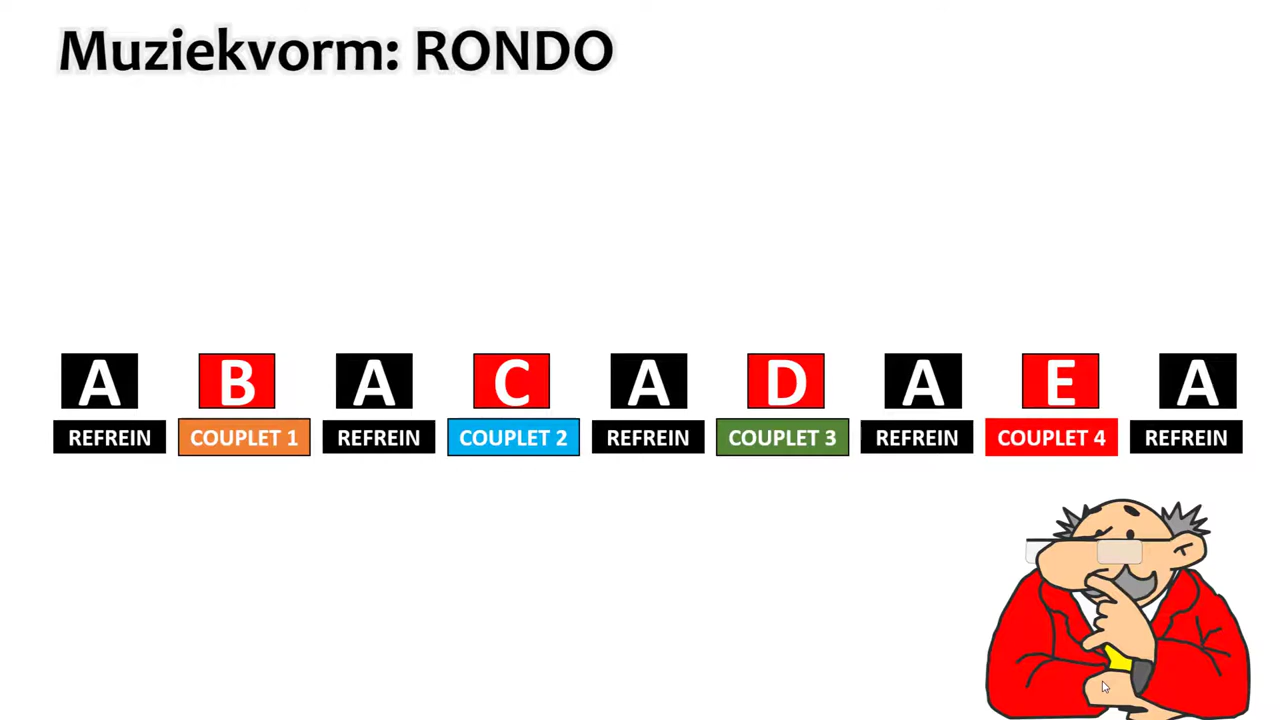 Muziekvorm: RONDO
A B A C A D A E A
REFREIN COUPLET 1 REFREIN COUPLET 2 REFREIN COUPLET 3 REFREIN COUPLET 4 REFREIN